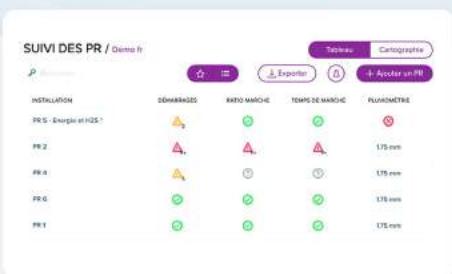 SUIVI DES PR / Démo fr
Tableau
Cartographie
Exporter
+ Ajouter un PR
INSTALLATION DÉMARRAGES RATIO MARCHE TEMPS DE MARCHE PLUVIOMÉTRIE
PR 5 - Energie et H2S
PR 2 1,75 mm
PR 4 1,75 mm
PR 6 1,75 mm
PR 1 1,75 mm